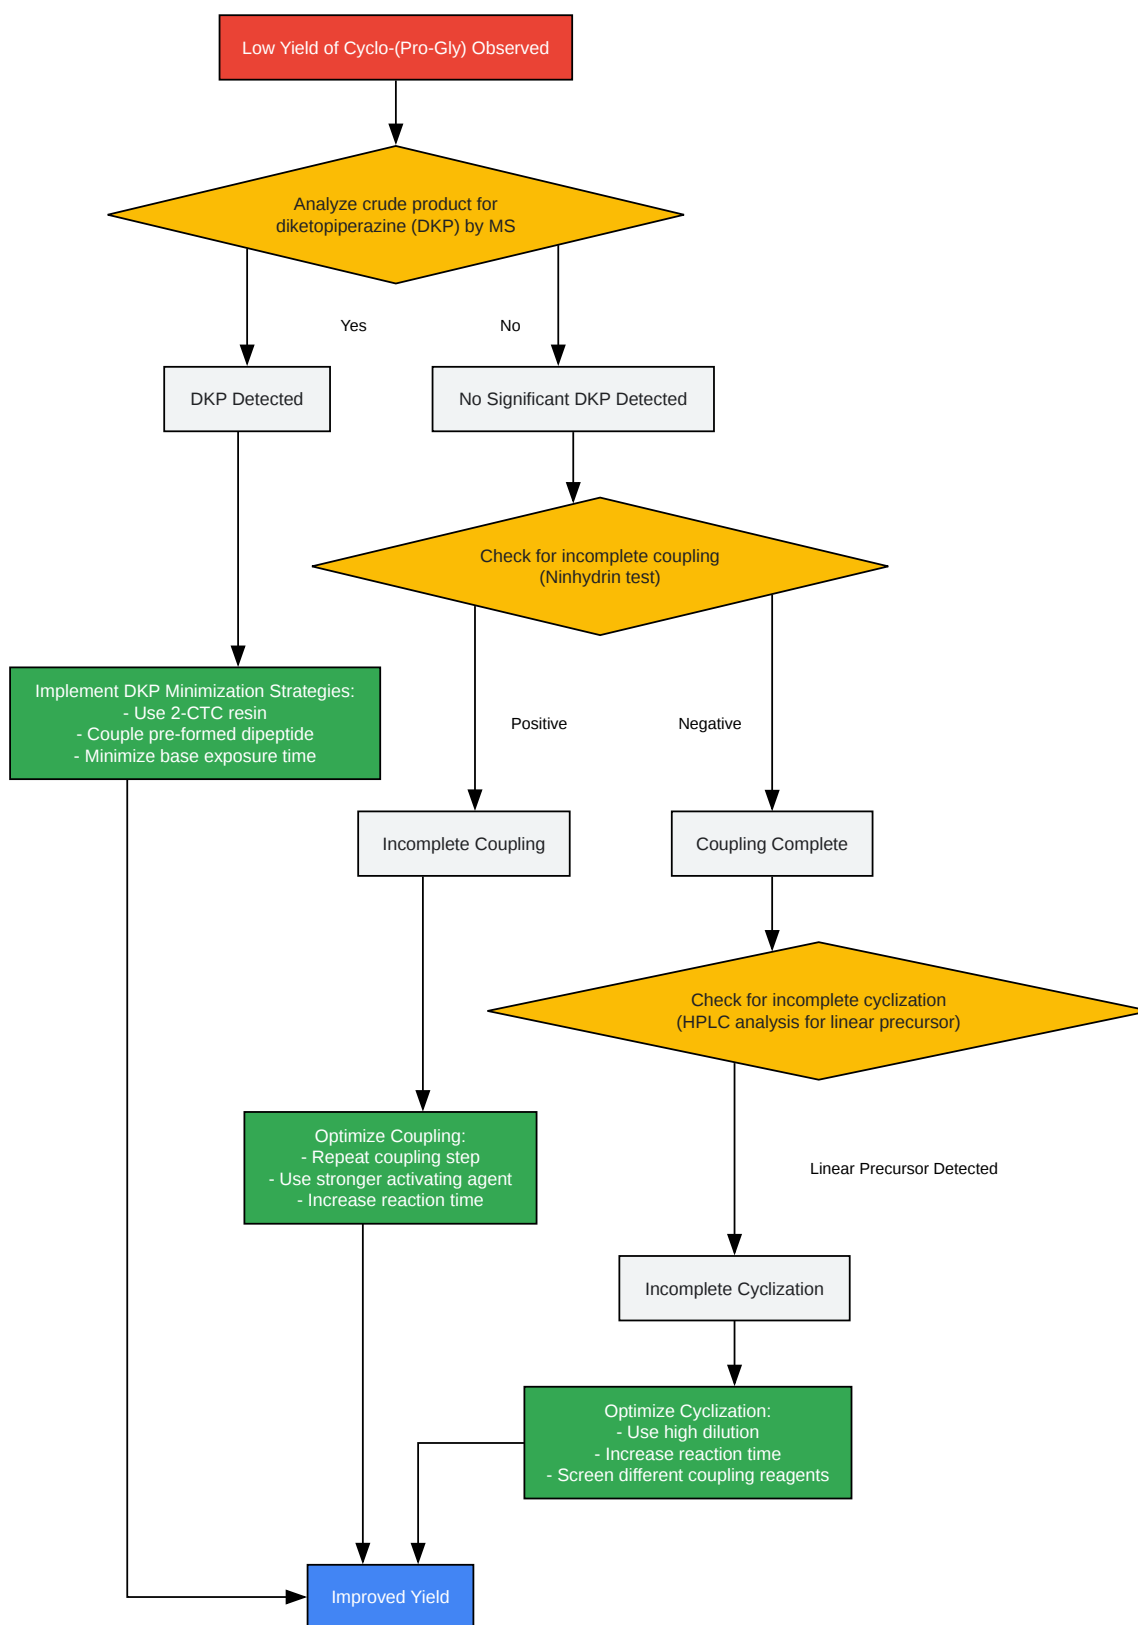 Low Yield of Cyclo-(Pro-Gly) Observed
Analyze crude product for
diketopiperazine (DKP) by MS
Yes
No
DKP Detected
No Significant DKP Detected
Check for incomplete coupling
(Ninhydrin test)
Implement DKP Minimization Strategies:
- Use 2-CTC resin
- Couple pre-formed dipeptide
- Minimize base exposure time
Positive
Negative
Incomplete Coupling
Coupling Complete
Check for incomplete cyclization
(HPLC analysis for linear precursor)
Optimize Coupling:
- Repeat coupling step
- Use stronger activating agent
- Increase reaction time
Linear Precursor Detected
Incomplete Cyclization
Optimize Cyclization:
- Use high dilution
- Increase reaction time
- Screen different coupling reagents
Improved Yield